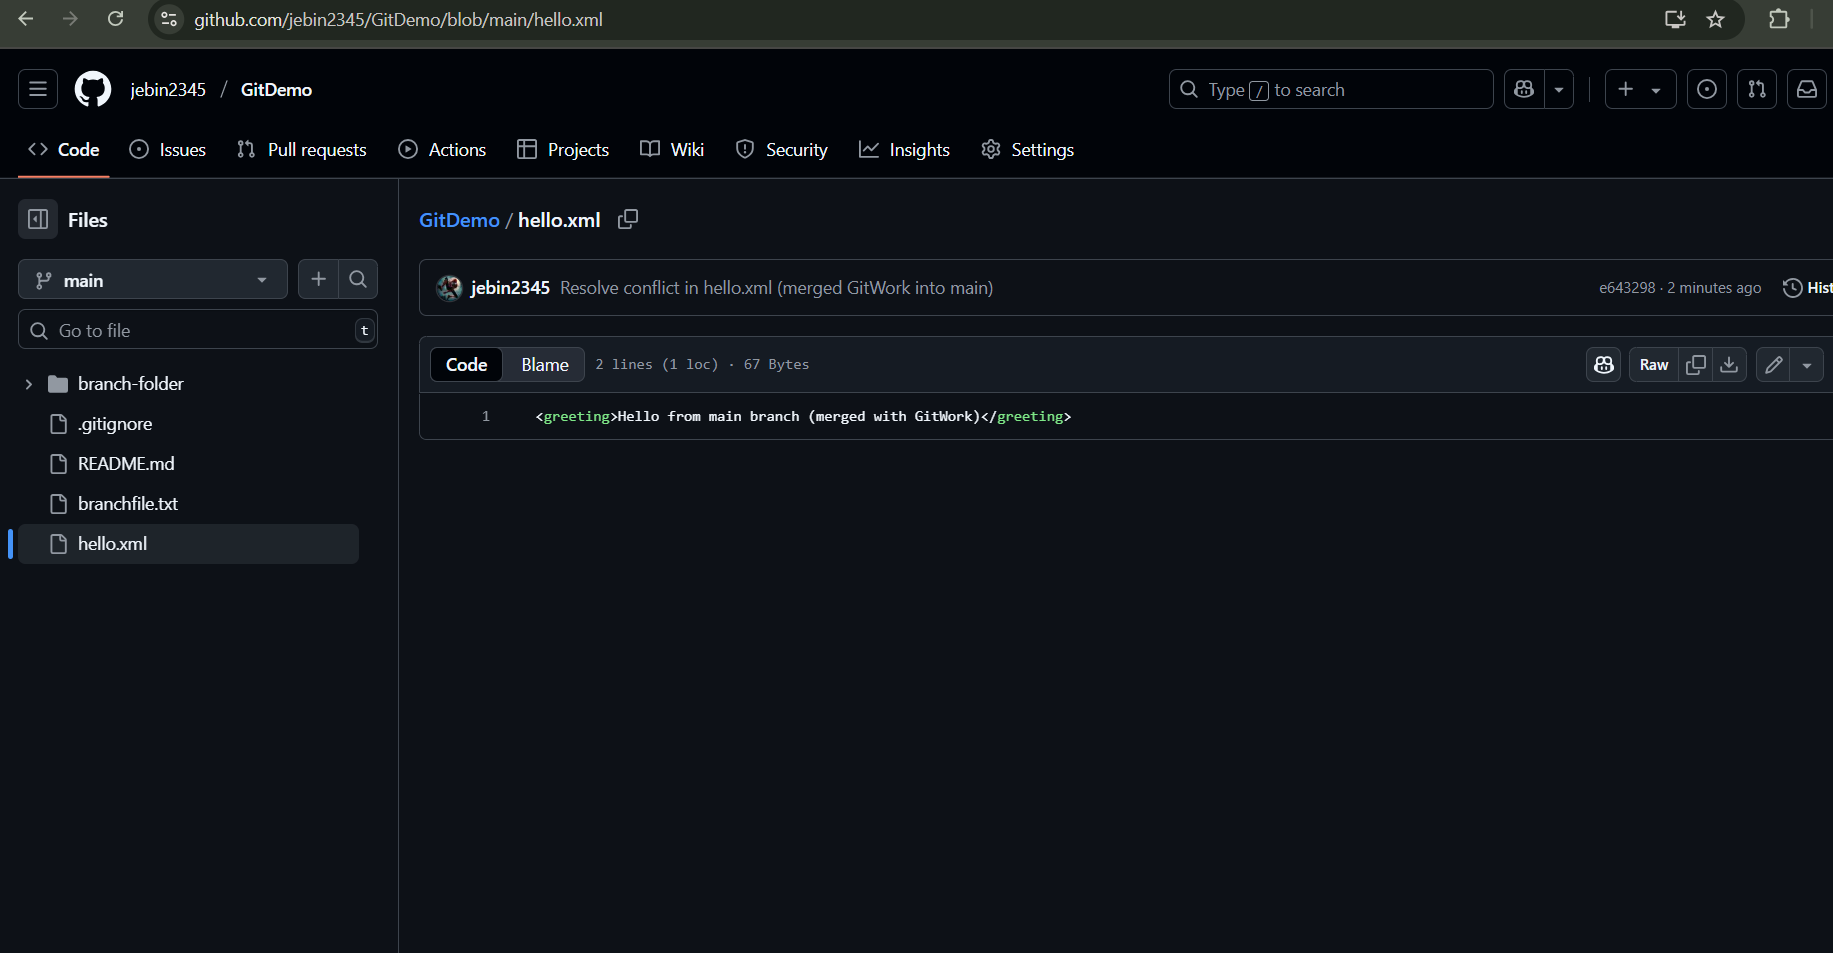 github.com/jebin2345/GitDemo/blob/main/hello.xml
jebin2345 / GitDemo
Type / to search
Code Issues Pull requests Actions Projects Wiki Security Insights Settings
Files
main
Go to file t
branch-folder
.gitignore
README.md
branchfile.txt
hello.xml
GitDemo / hello.xml
jebin2345 Resolve conflict in hello.xml (merged GitWork into main) e643298 · 2 minutes ago Hist
Code Blame 2 lines (1 loc) · 67 Bytes Raw
1 <greeting>Hello from main branch (merged with GitWork)</greeting>